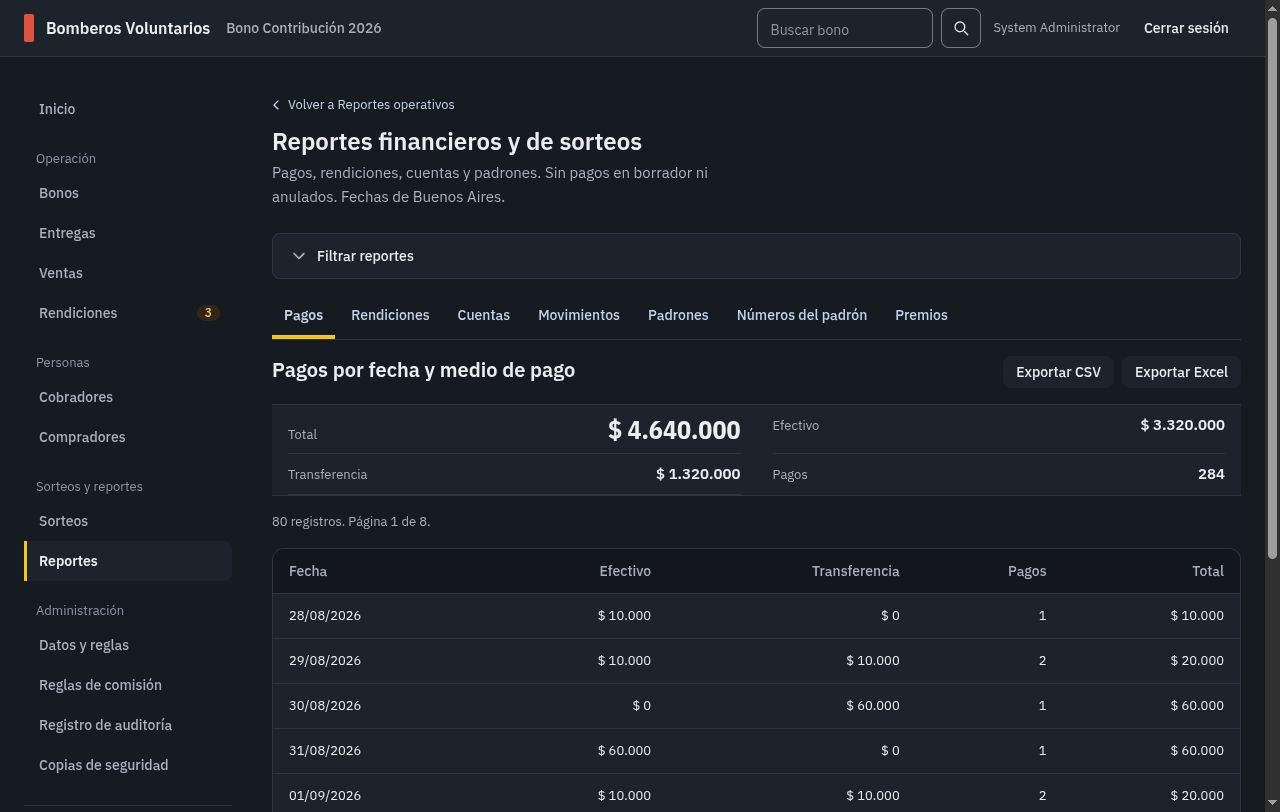 Bomberos Voluntarios
Bono Contribución 2026
Buscar bono
System Administrator
Cerrar sesión
Inicio
Operación
Bonos
Entregas
Ventas
Rendiciones 3
Personas
Cobradores
Compradores
Sorteos y reportes
Sorteos
Reportes
Administración
Datos y reglas
Reglas de comisión
Registro de auditoría
Copias de seguridad
Volver a Reportes operativos
Reportes financieros y de sorteos
Pagos, rendiciones, cuentas y padrones. Sin pagos en borrador ni
anulados. Fechas de Buenos Aires.
Filtrar reportes
Pagos Rendiciones Cuentas Movimientos Padrones Números del padrón Premios
Pagos por fecha y medio de pago
Exportar CSV Exportar Excel
Total $ 4.640.000 Efectivo $ 3.320.000
Transferencia $ 1.320.000 Pagos 284
80 registros. Página 1 de 8.
Fecha Efectivo Transferencia Pagos Total
28/08/2026 $ 10.000 $ 0 1 $ 10.000
29/08/2026 $ 10.000 $ 10.000 2 $ 20.000
30/08/2026 $ 0 $ 60.000 1 $ 60.000
31/08/2026 $ 60.000 $ 0 1 $ 60.000
01/09/2026 $ 10.000 $ 10.000 2 $ 20.000